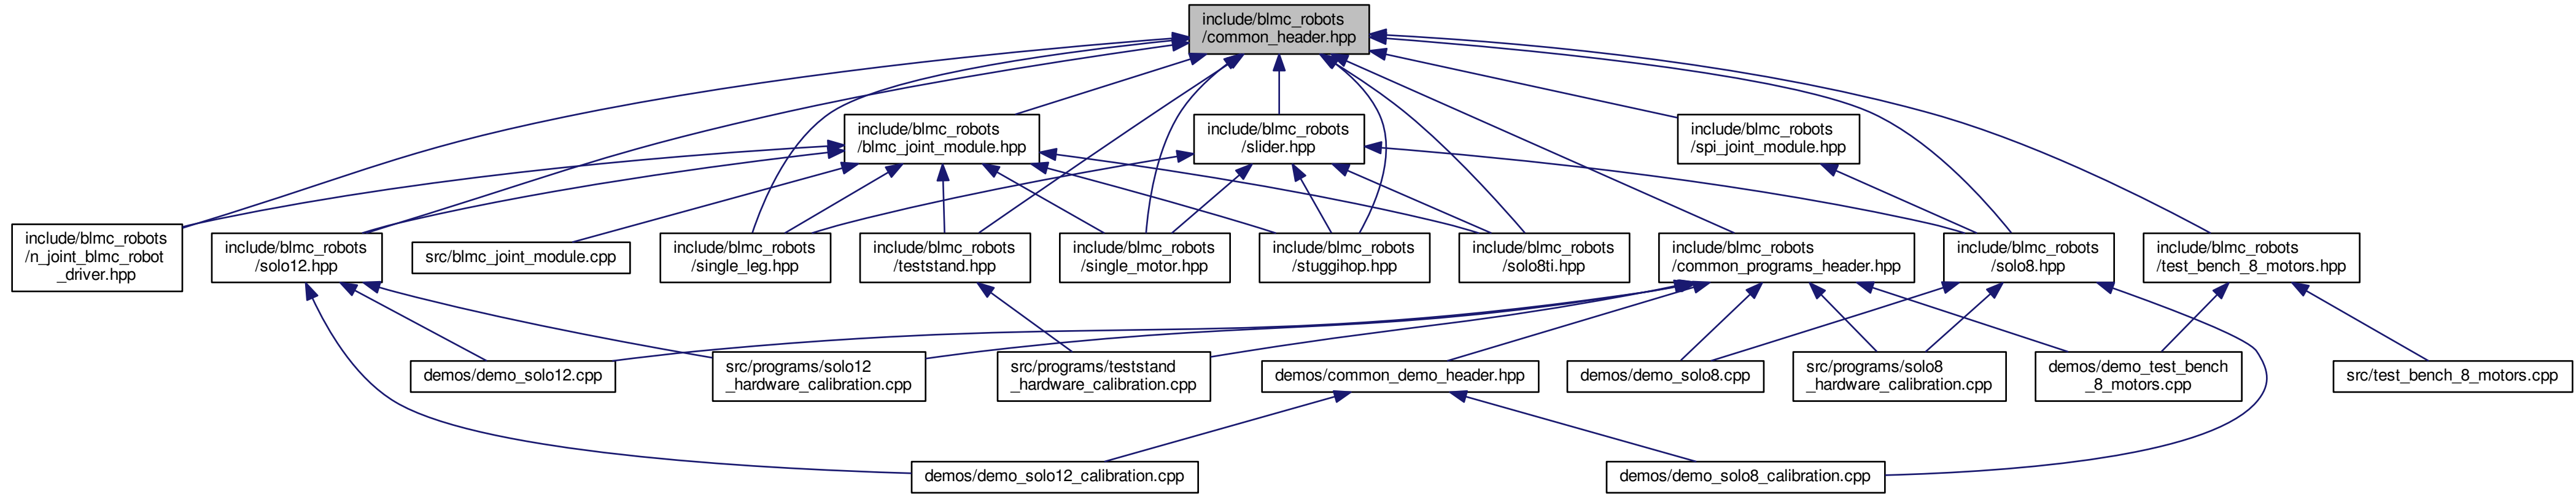 include/blmc_robots
/common_header.hpp
include/blmc_robots
/blmc_joint_module.hpp
include/blmc_robots
/slider.hpp
include/blmc_robots
/spi_joint_module.hpp
include/blmc_robots
/n_joint_blmc_robot
_driver.hpp
include/blmc_robots
/solo12.hpp
src/blmc_joint_module.cpp
include/blmc_robots
/single_leg.hpp
include/blmc_robots
/teststand.hpp
include/blmc_robots
/single_motor.hpp
include/blmc_robots
/stuggihop.hpp
include/blmc_robots
/solo8ti.hpp
include/blmc_robots
/common_programs_header.hpp
include/blmc_robots
/solo8.hpp
include/blmc_robots
/test_bench_8_motors.hpp
demos/demo_solo12.cpp
src/programs/solo12
_hardware_calibration.cpp
src/programs/teststand
_hardware_calibration.cpp
demos/common_demo_header.hpp
demos/demo_solo8.cpp
src/programs/solo8
_hardware_calibration.cpp
demos/demo_test_bench
_8_motors.cpp
src/test_bench_8_motors.cpp
demos/demo_solo12_calibration.cpp
demos/demo_solo8_calibration.cpp